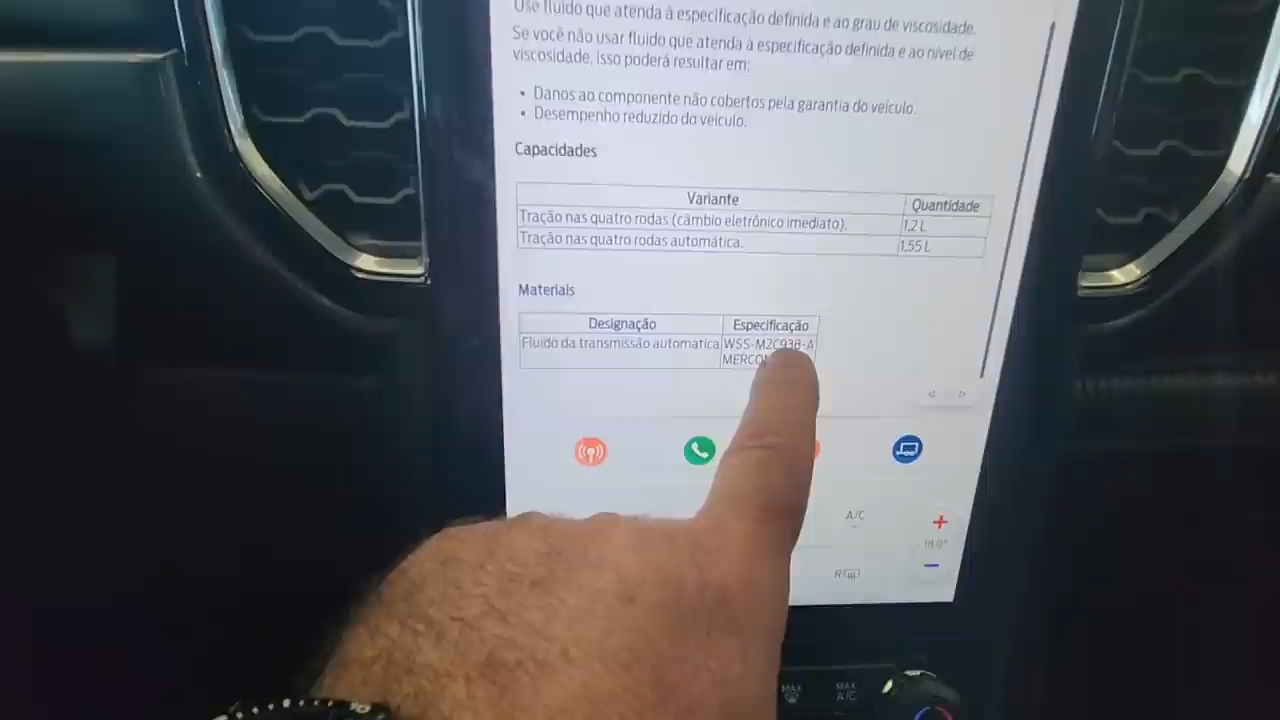 Use fluido que atenda à especificação definida e ao grau de viscosidade.
Se você não usar fluido que atenda à especificação definida e ao nível de
viscosidade, isso poderá resultar em:
• Danos ao componente não cobertos pela garantia do veículo.
• Desempenho reduzido do veículo.
Capacidades
Variante Quantidade
Tração nas quatro rodas (câmbio eletrônico imediato). 1,2 L
Tração nas quatro rodas automática. 1,55 L
Materiais
Designação Especificação
Fluido da transmissão automática WSS-M2C938-A
A/C
MAX
MAX
A/C